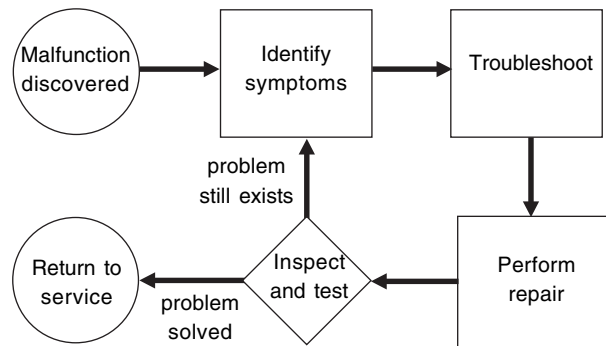 Malfunction
discovered
Identify
symptoms
Troubleshoot
problem
still exists
Return to
service
problem
solved
Inspect
and test
Perform
repair